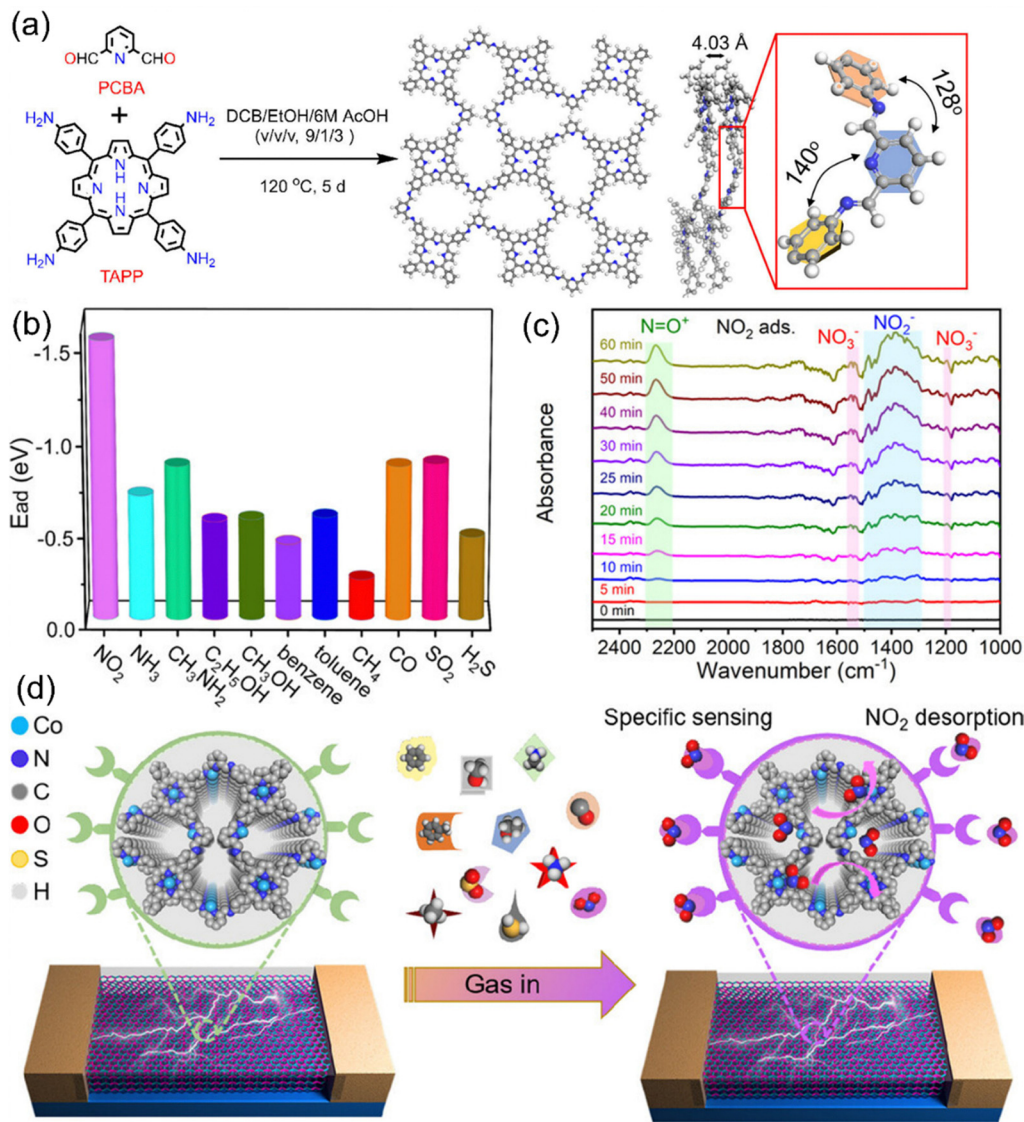 (a)
CHO
N
CHO
PCBA
+
NH₂
NH₂
N
H
N
N
H
N
H₂N
NH₂
TAPP
DCB/EtOH/6M AcOH
(v/v/v, 9/1/3 )
120 °C, 5 d
4.03 Å
128°
140°
(b)
Ead (eV)
-1.5
-1.0
-0.5
0.0
NO₂
NH₃
CH₃NH₂
C₂H₅OH
CH₃OH
benzene
toluene
CH₄
CO
SO₂
H₂S
(c)
N=O⁺
NO₂ ads.
NO₃⁻
NO₂⁻
NO₃⁻
Absorbance
60 min
50 min
40 min
30 min
25 min
20 min
15 min
10 min
5 min
0 min
2400
2200
2000
1800
1600
1400
1200
1000
Wavenumber (cm⁻¹)
(d)
Co
N
C
O
S
H
Gas in
Specific sensing
NO₂ desorption